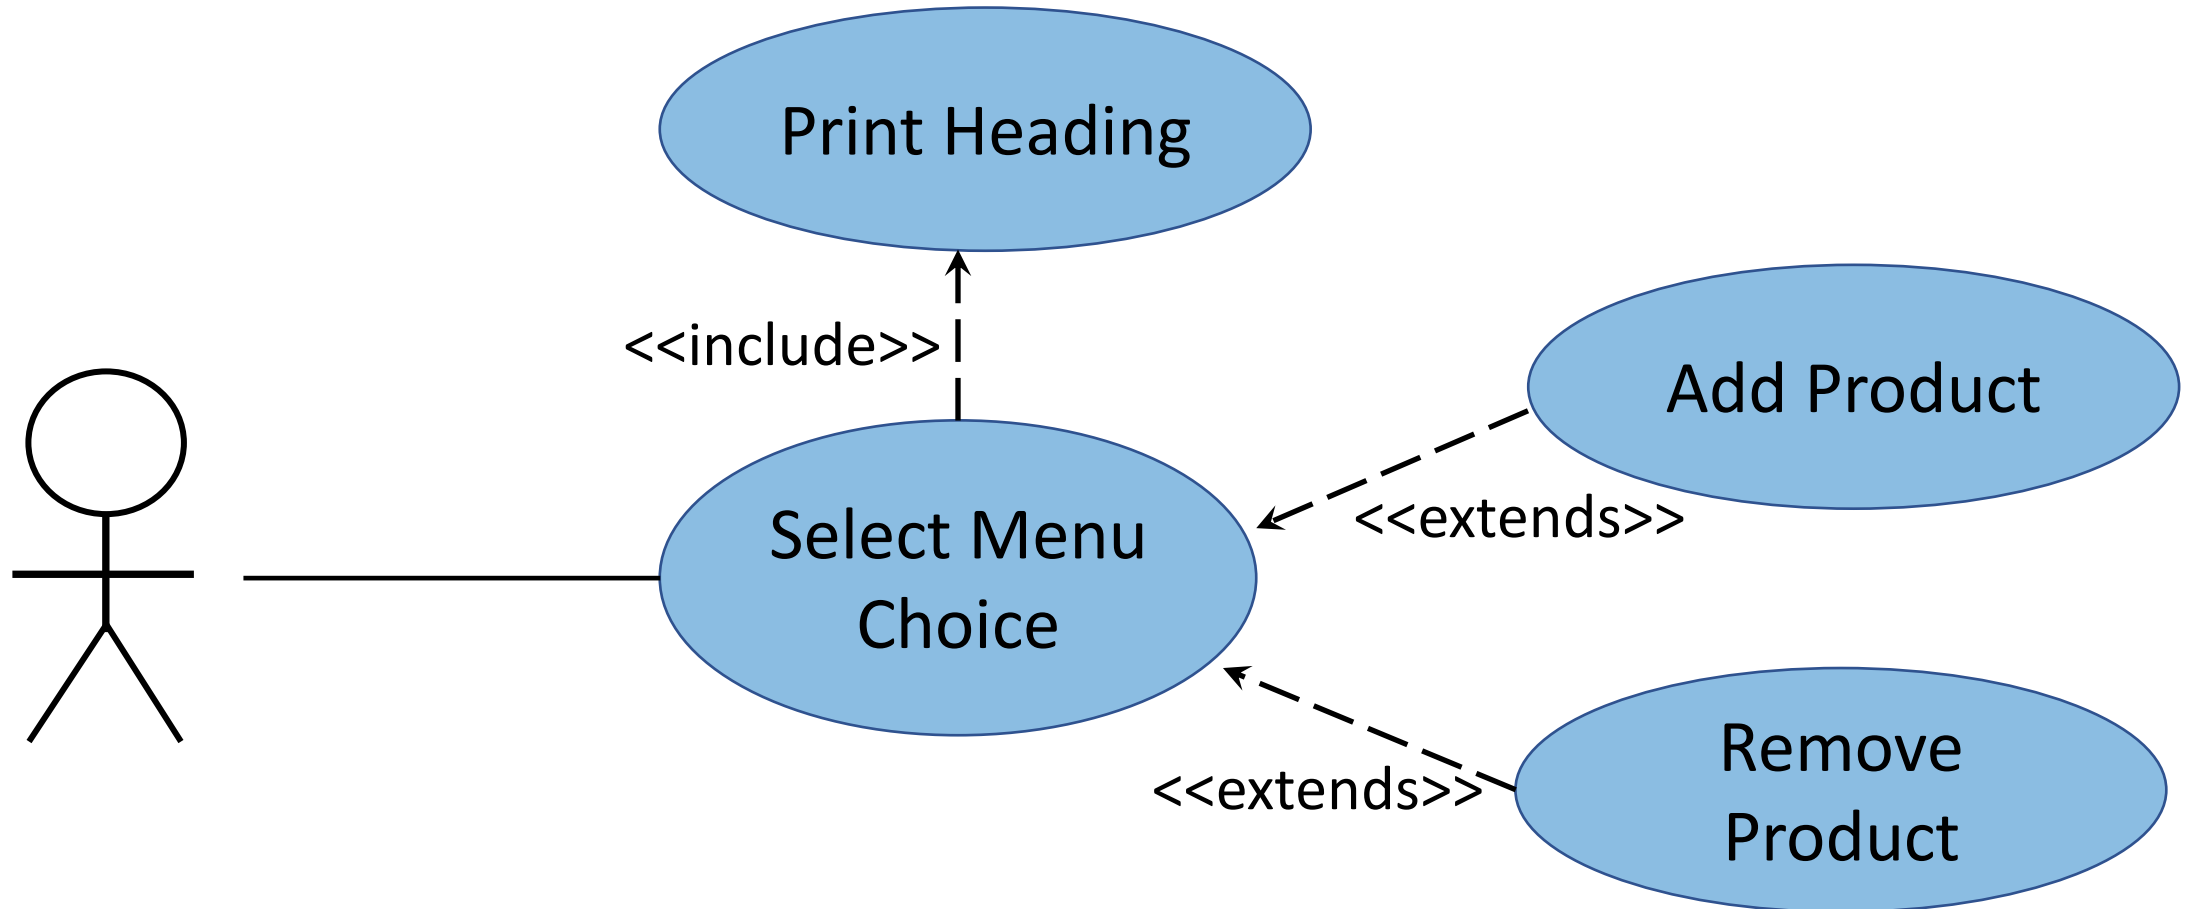 Print Heading
<<include>>
Add Product
<<extends>>
Select Menu
Choice
Remove
Product
<<extends>>